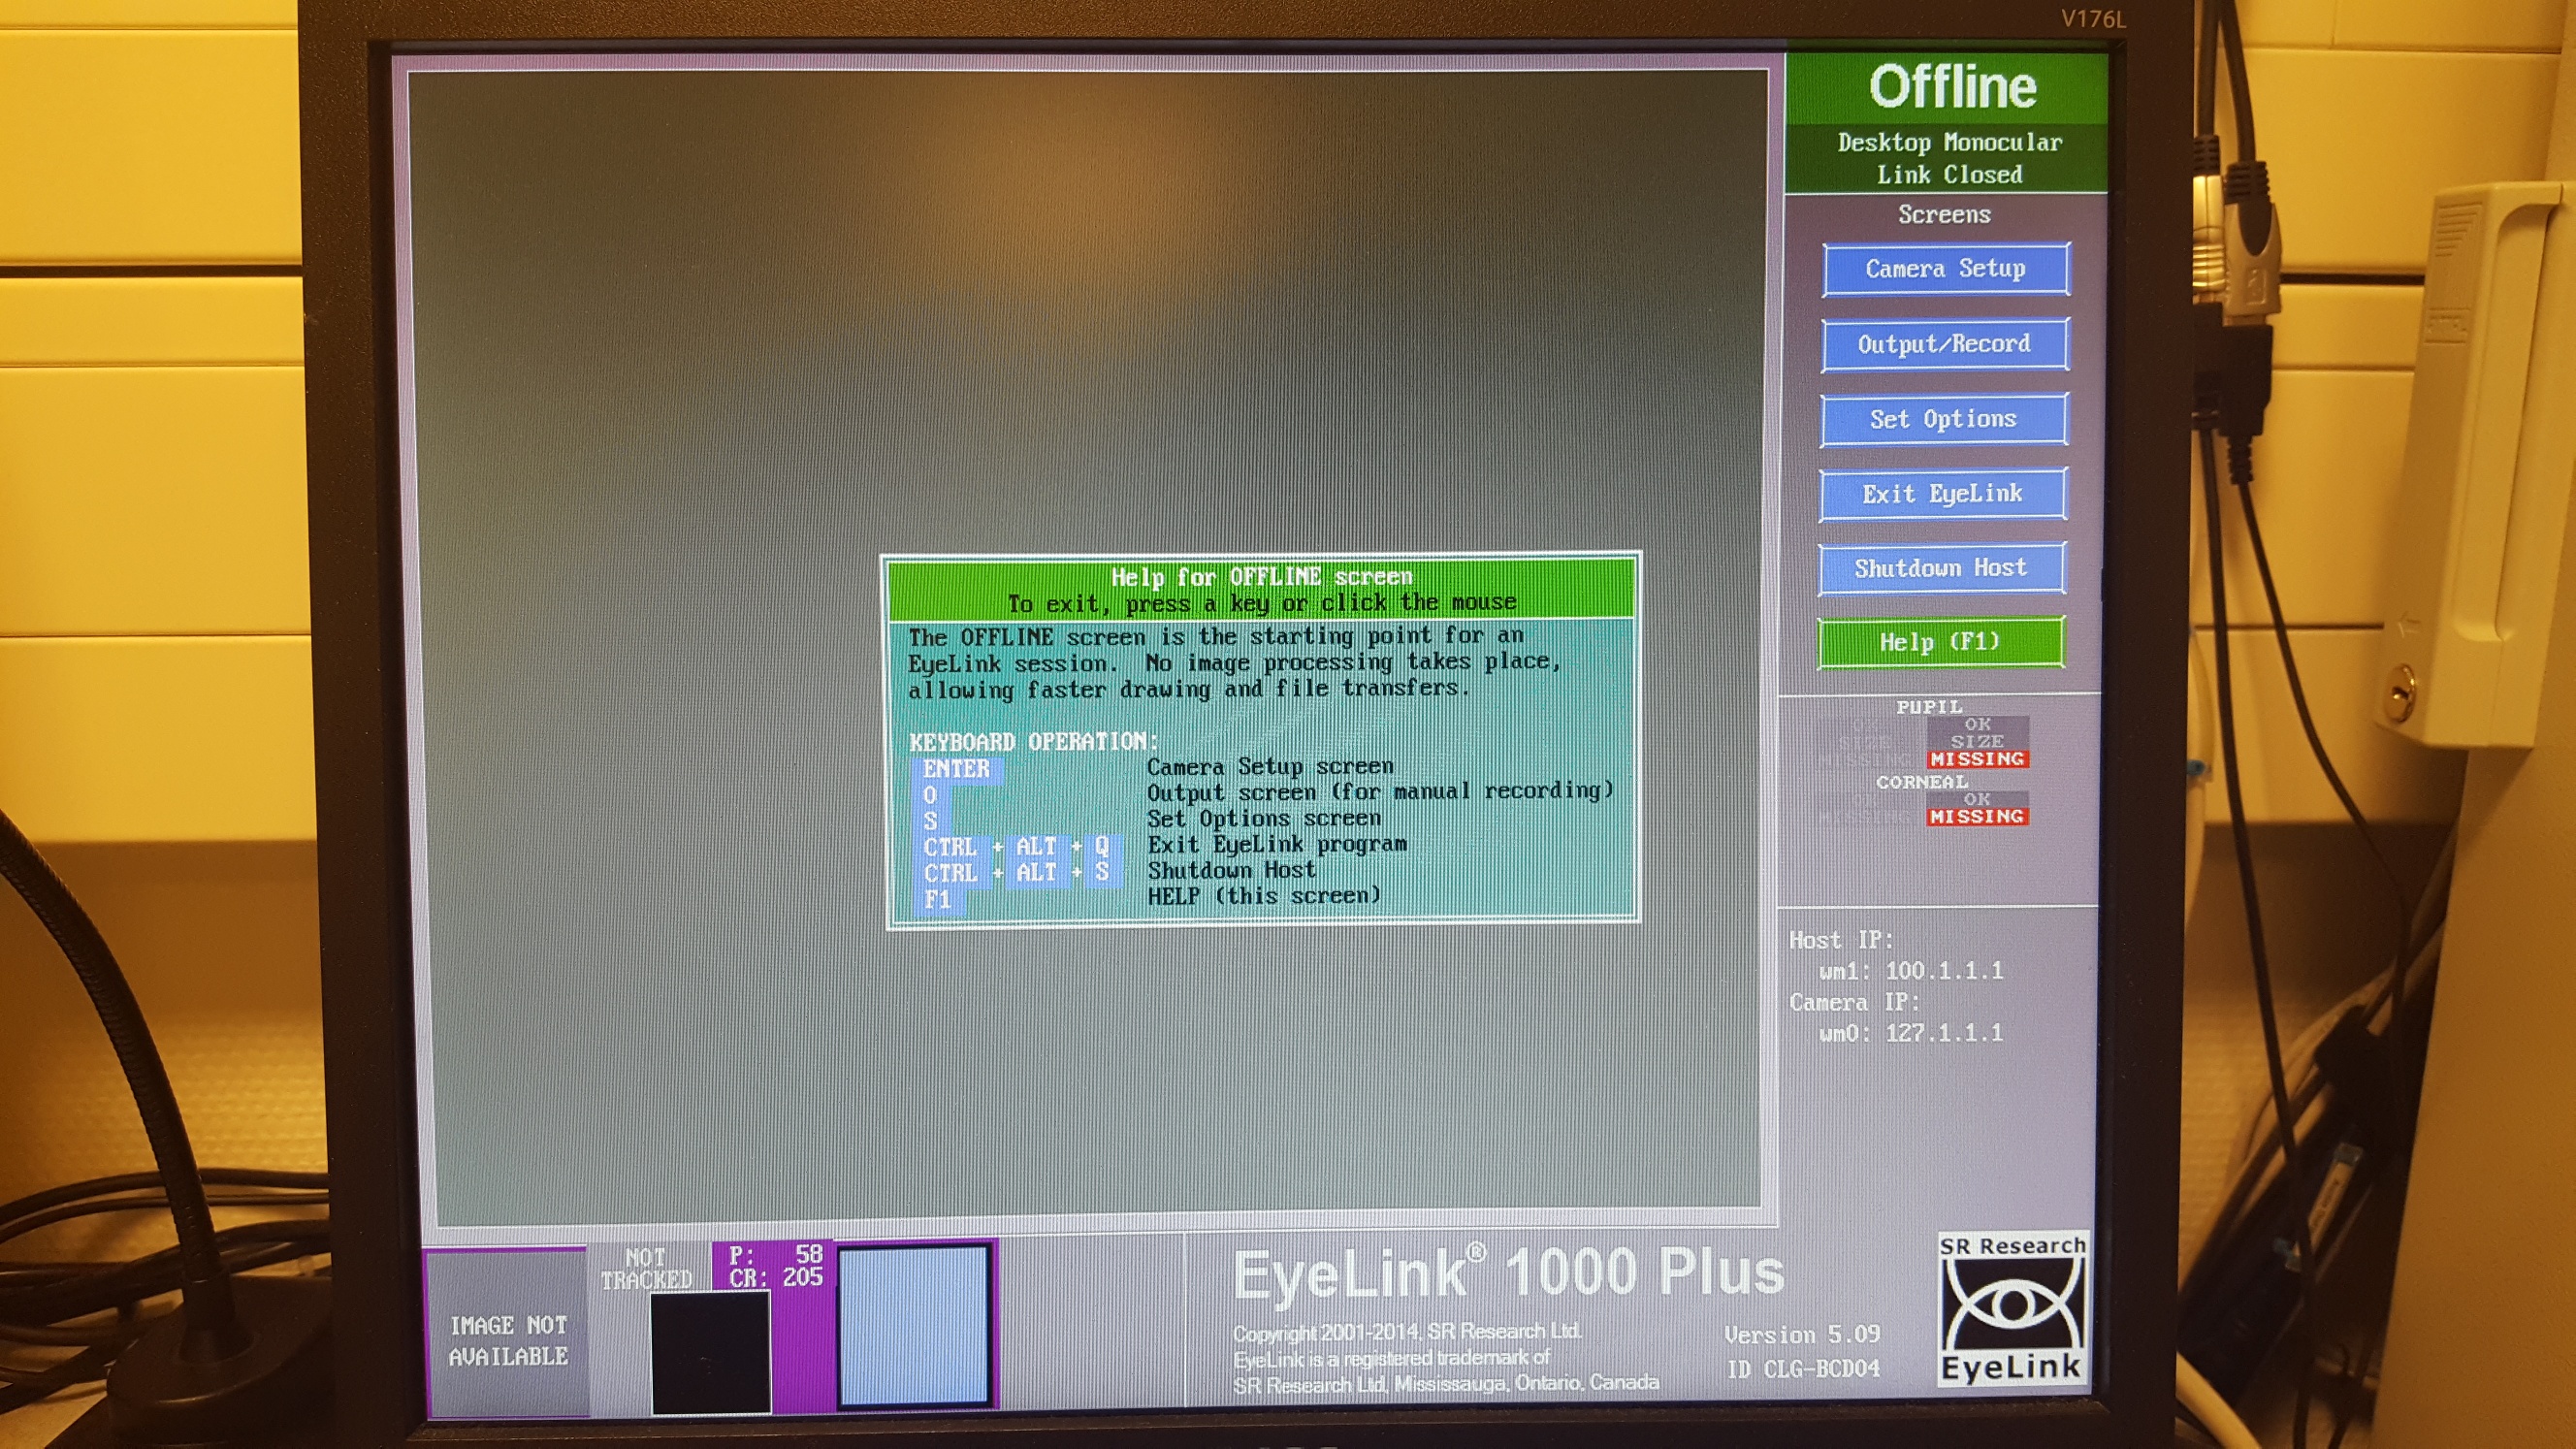 V176L
Offline
Desktop Monocular
Link Closed
Screens
Camera Setup
Output/Record
Set Options
Exit EyeLink
Shutdown Host
Help (F1)
PUPIL
OK
SIZE
MISSING
CORNEAL
OK
MISSING
Host IP:
wm1: 100.1.1.1
Camera IP:
wm0: 127.1.1.1
Help for OFFLINE screen
To exit, press a key or click the mouse
The OFFLINE screen is the starting point for an
EyeLink session. No image processing takes place,
allowing faster drawing and file transfers.
KEYBOARD OPERATION:
ENTER Camera Setup screen
O Output screen (for manual recording)
S Set Options screen
CTRL + ALT + Q Exit EyeLink program
CTRL + ALT + S Shutdown Host
F1 HELP (this screen)
IMAGE NOT
AVAILABLE
NOT
TRACKED
P: 58
CR: 205
EyeLink® 1000 Plus
Copyright 2001-2014, SR Research Ltd.
EyeLink is a registered trademark of
SR Research Ltd, Mississauga, Ontario, Canada
Version 5.09
ID CLG-BCD04
SR Research
EyeLink